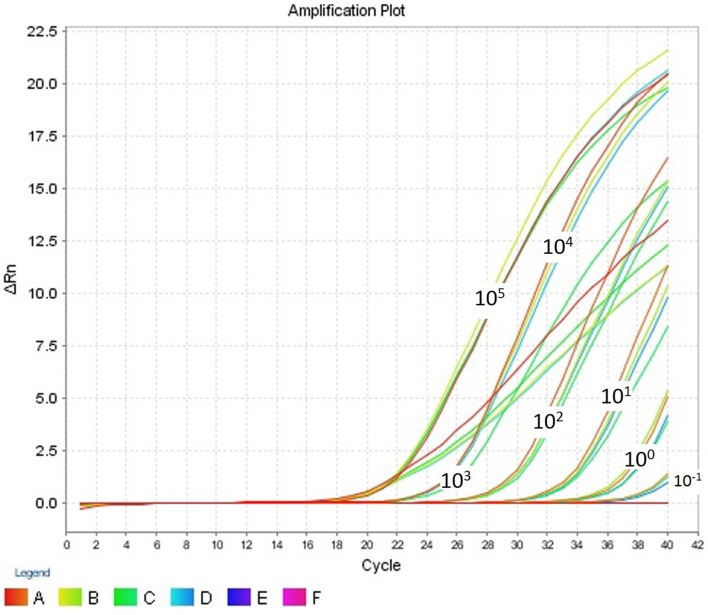 Amplification Plot
22.5
20.0
17.5
15.0
12.5
10.0
7.5
5.0
2.5
0.0
ΔRn
10⁵
10⁴
10³
10²
10¹
10⁰
10⁻¹
0 2 4 6 8 10 12 14 16 18 20 22 24 26 28 30 32 34 36 38 40 42
Cycle
Legend
A B C D E F